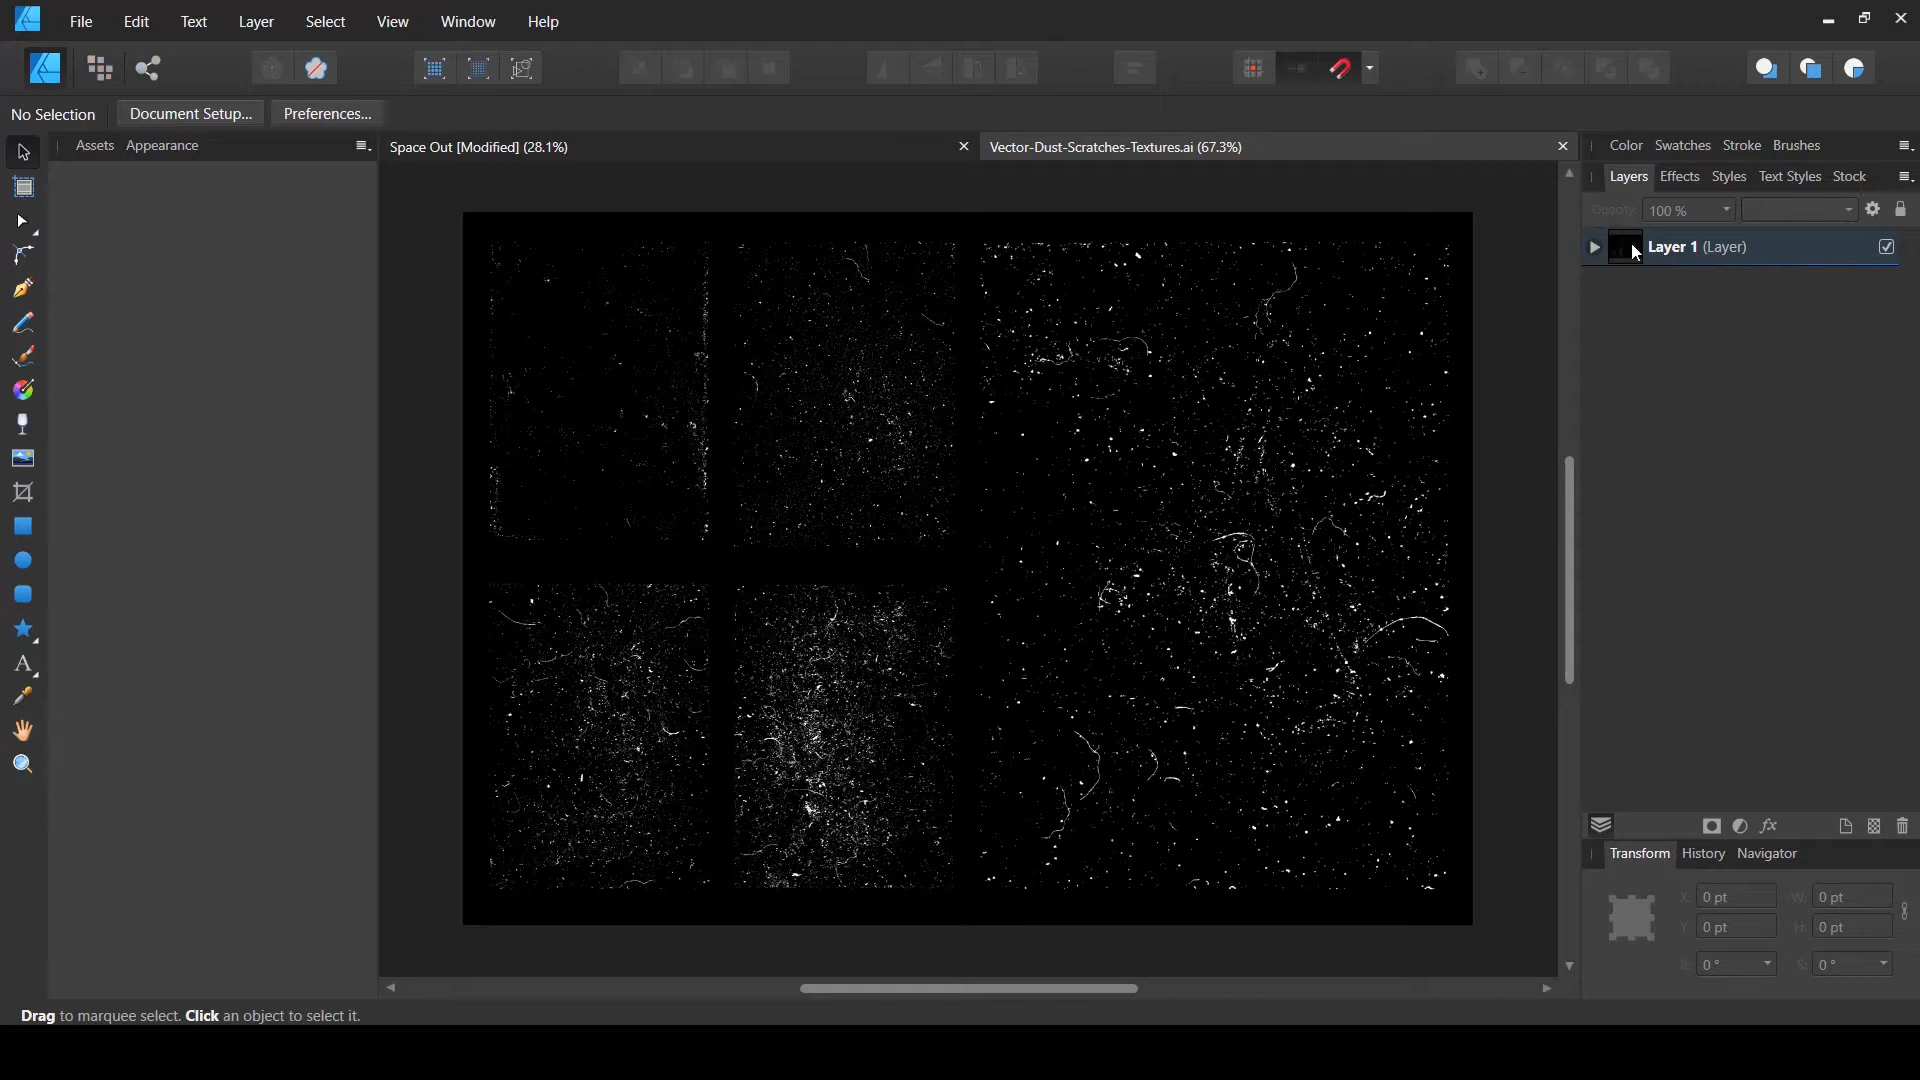 File Edit Text Layer Select View Window Help
No Selection Document Setup... Preferences...
Assets Appearance
Space Out [Modified] (28.1%)
Vector-Dust-Scratches-Textures.ai (67.3%)
Color Swatches Stroke Brushes
Layers Effects Styles Text Styles Stock
Opacity: 100 %
Layer 1 (Layer)
Transform History Navigator
X: 0 pt W: 0 pt
Y: 0 pt H: 0 pt
R: 0 ° S: 0 °
Drag to marquee select. Click an object to select it.